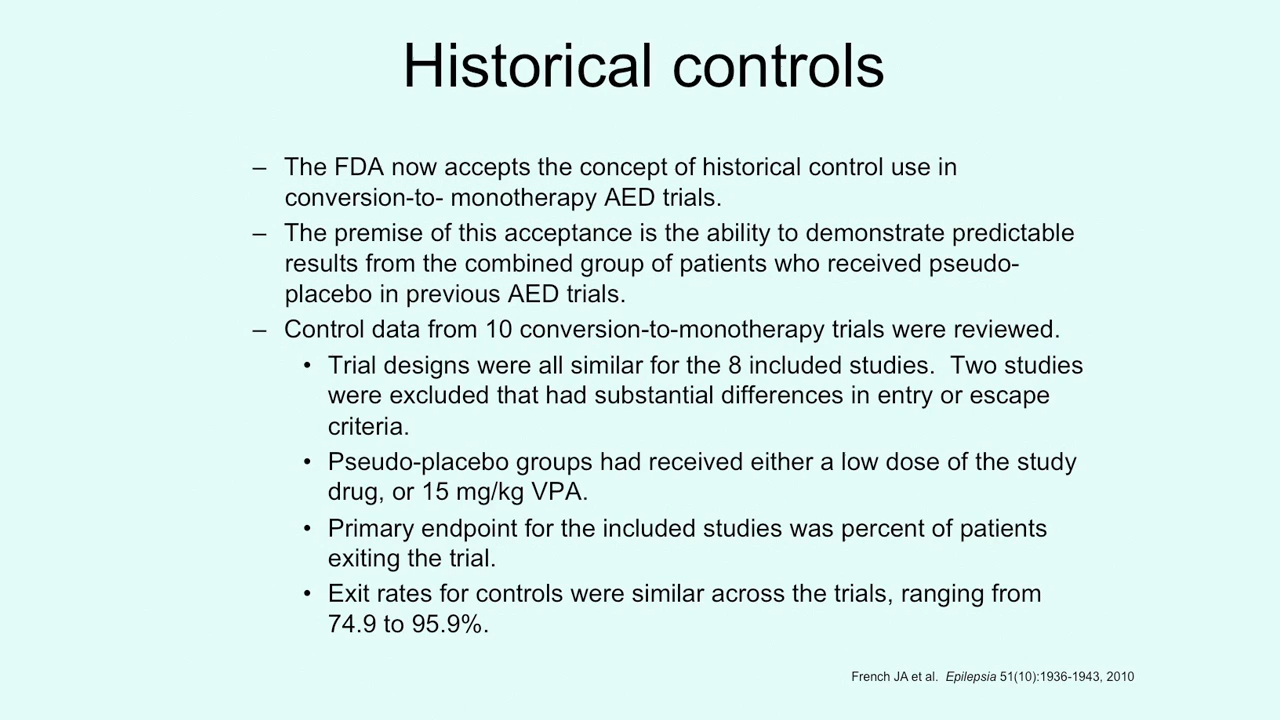 Historical controls
– The FDA now accepts the concept of historical control use in
conversion-to- monotherapy AED trials.
– The premise of this acceptance is the ability to demonstrate predictable
results from the combined group of patients who received pseudo-
placebo in previous AED trials.
– Control data from 10 conversion-to-monotherapy trials were reviewed.
• Trial designs were all similar for the 8 included studies.  Two studies
were excluded that had substantial differences in entry or escape
criteria.
• Pseudo-placebo groups had received either a low dose of the study
drug, or 15 mg/kg VPA.
• Primary endpoint for the included studies was percent of patients
exiting the trial.
• Exit rates for controls were similar across the trials, ranging from
74.9 to 95.9%.
French JA et al.  Epilepsia 51(10):1936-1943, 2010